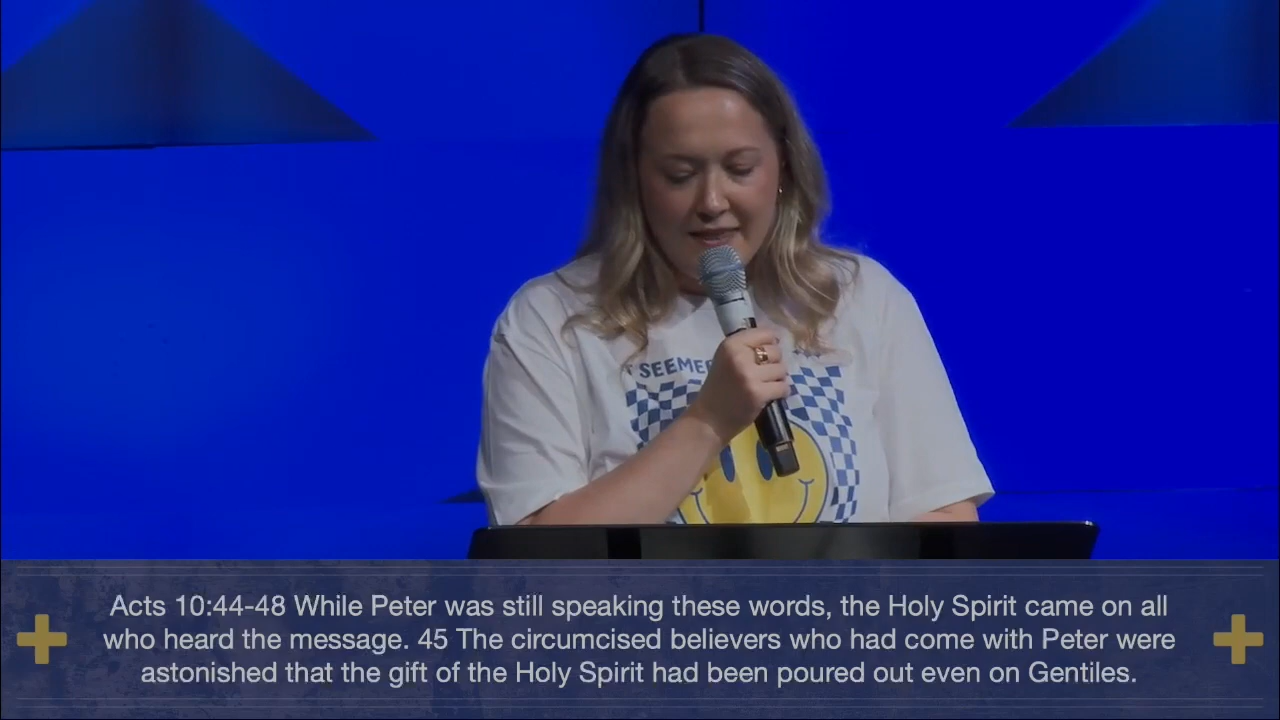 SEEMED
Acts 10:44-48 While Peter was still speaking these words, the Holy Spirit came on all
who heard the message. 45 The circumcised believers who had come with Peter were
astonished that the gift of the Holy Spirit had been poured out even on Gentiles.